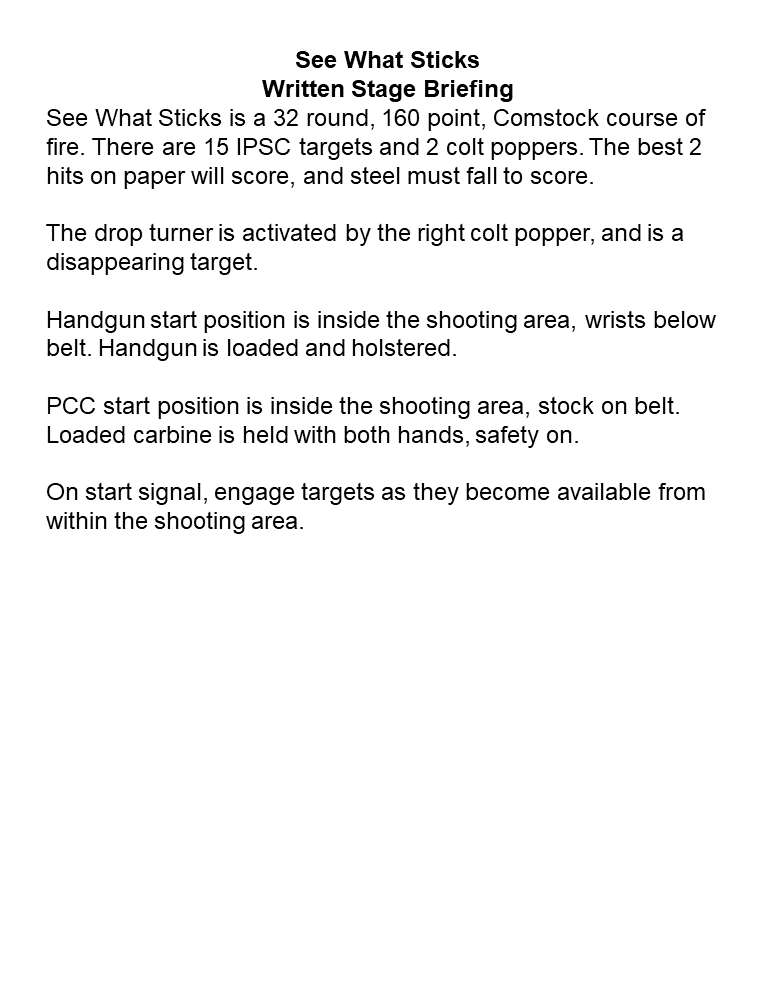 See What Sticks
Written Stage Briefing
See What Sticks is a 32 round, 160 point, Comstock course of
fire. There are 15 IPSC targets and 2 colt poppers. The best 2
hits on paper will score, and steel must fall to score.
The drop turner is activated by the right colt popper, and is a
disappearing target.
Handgun start position is inside the shooting area, wrists below
belt. Handgun is loaded and holstered.
PCC start position is inside the shooting area, stock on belt.
Loaded carbine is held with both hands, safety on.
On start signal, engage targets as they become available from
within the shooting area.